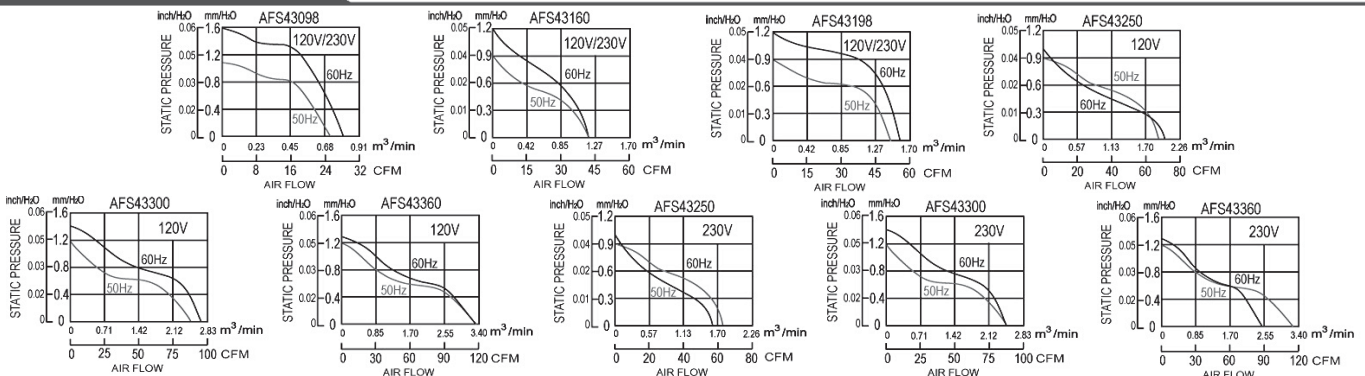 AFS43098
inch/H₂O mm/H₂O
0.06 1.6
0.05 1.2
0.03 0.8
0.02 0.4
0 0
STATIC PRESSURE
120V/230V
60Hz
50Hz
0 0.23 0.45 0.68 0.91 m³/min
0 8 16 24 32 CFM
AIR FLOW
AFS43160
inch/H₂O mm/H₂O
0.05 1.2
0.04 0.9
0.02 0.6
0.01 0.3
0 0
STATIC PRESSURE
120V/230V
60Hz
50Hz
0 0.42 0.85 1.27 1.70 m³/min
0 15 30 45 60 CFM
AIR FLOW
AFS43198
inch/H₂O mm/H₂O
0.05 1.2
0.04 0.9
0.02 0.6
0.01 0.3
0 0
STATIC PRESSURE
120V/230V
60Hz
50Hz
0 0.42 0.85 1.27 1.70 m³/min
0 15 30 45 60 CFM
AIR FLOW
AFS43250
inch/H₂O mm/H₂O
0.05 1.2
0.04 0.9
0.02 0.6
0.01 0.3
0 0
STATIC PRESSURE
120V
50Hz
60Hz
0 0.57 1.13 1.70 2.26 m³/min
0 20 40 60 80 CFM
AIR FLOW
AFS43300
inch/H₂O mm/H₂O
0.06 1.6
0.05 1.2
0.03 0.8
0.02 0.4
0 0
STATIC PRESSURE
120V
60Hz
50Hz
0 0.71 1.42 2.12 2.83 m³/min
0 25 50 75 100 CFM
AIR FLOW
AFS43360
inch/H₂O mm/H₂O
0.06 1.6
0.05 1.2
0.03 0.8
0.02 0.4
0 0
STATIC PRESSURE
120V
60Hz
50Hz
0 0.85 1.70 2.55 3.40 m³/min
0 30 60 90 120 CFM
AIR FLOW
AFS43250
inch/H₂O mm/H₂O
0.05 1.2
0.04 0.9
0.02 0.6
0.01 0.3
0 0
STATIC PRESSURE
230V
60Hz
50Hz
0 0.57 1.13 1.70 2.26 m³/min
0 20 40 60 80 CFM
AIR FLOW
AFS43300
inch/H₂O mm/H₂O
0.06 1.6
0.05 1.2
0.03 0.8
0.02 0.4
0 0
STATIC PRESSURE
230V
60Hz
50Hz
0 0.71 1.42 2.12 2.83 m³/min
0 25 50 75 100 CFM
AIR FLOW
AFS43360
inch/H₂O mm/H₂O
0.06 1.6
0.05 1.2
0.03 0.8
0.02 0.4
0 0
STATIC PRESSURE
230V
60Hz
50Hz
0 0.85 1.70 2.55 3.40 m³/min
0 30 60 90 120 CFM
AIR FLOW